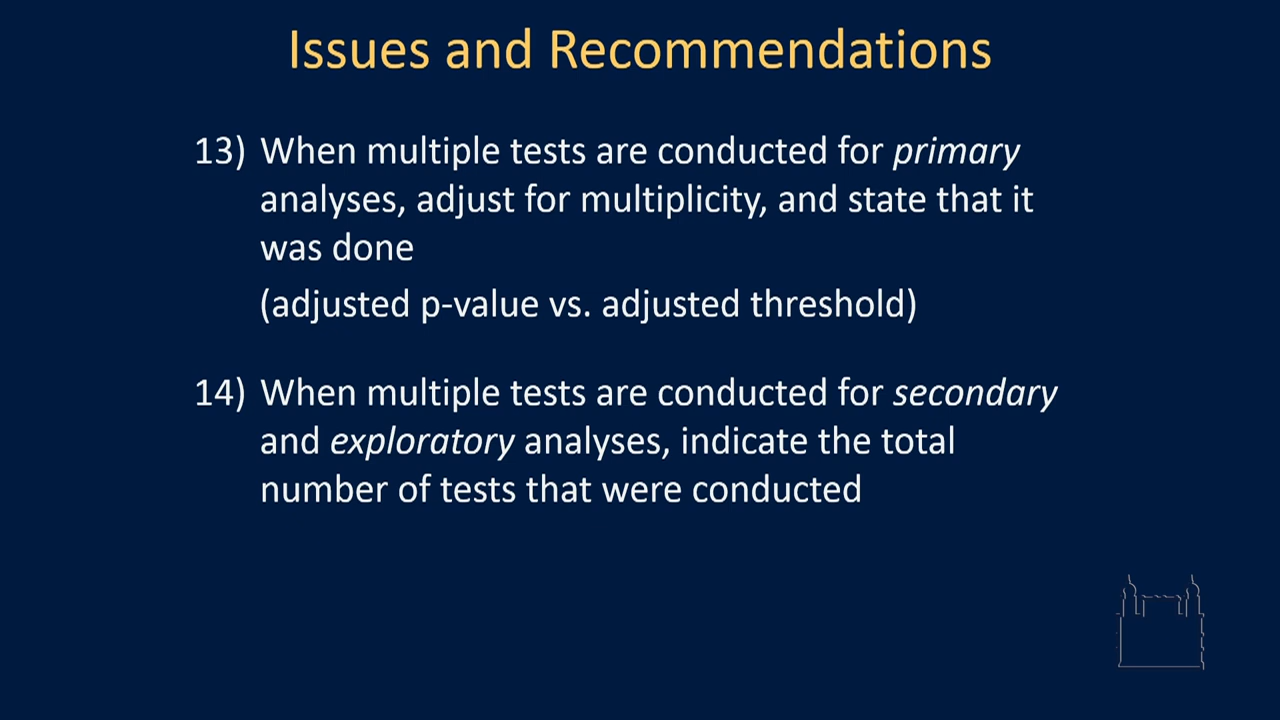 Issues and Recommendations
13) When multiple tests are conducted for primary
analyses, adjust for multiplicity, and state that it
was done
(adjusted p-value vs. adjusted threshold)
14) When multiple tests are conducted for secondary
and exploratory analyses, indicate the total
number of tests that were conducted